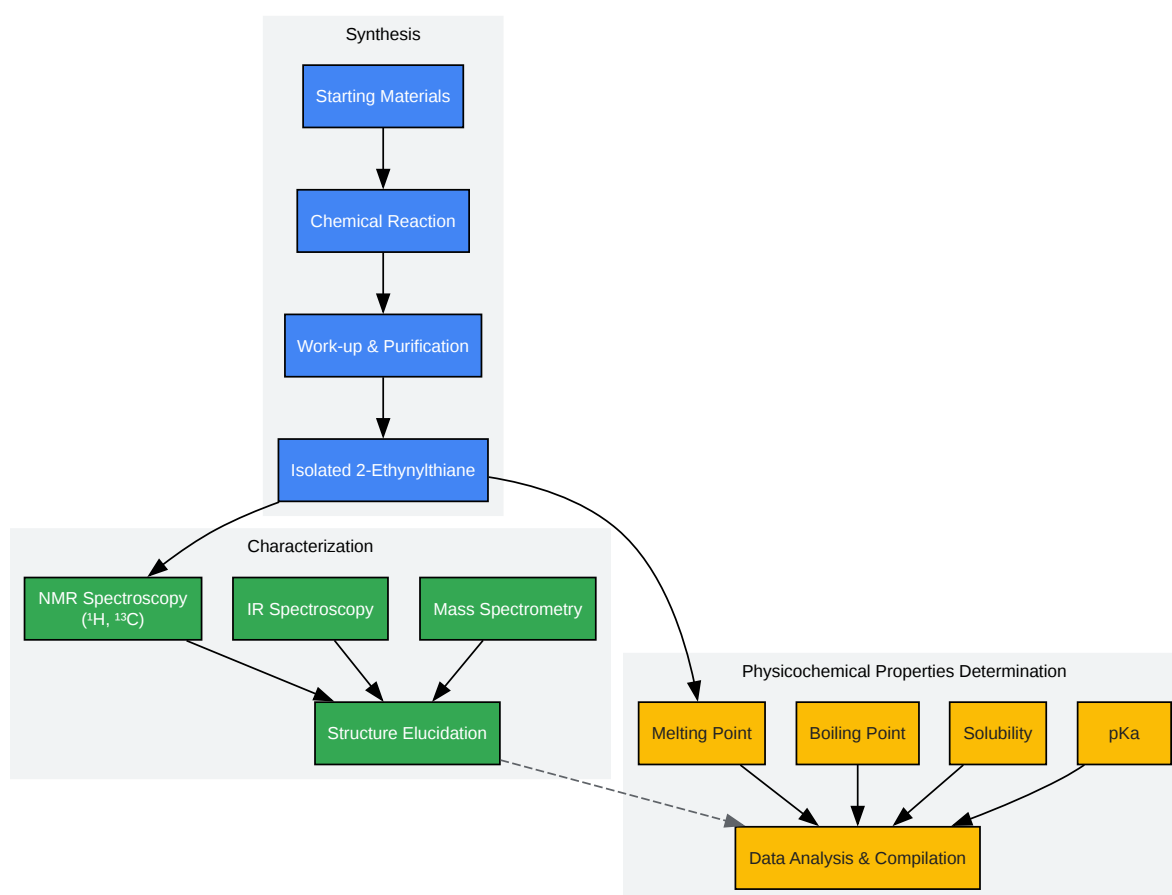 Synthesis
Starting Materials
Chemical Reaction
Work-up & Purification
Isolated 2-Ethynylthiane
Characterization
NMR Spectroscopy
(¹H, ¹³C)
IR Spectroscopy
Mass Spectrometry
Structure Elucidation
Physicochemical Properties Determination
Melting Point
Boiling Point
Solubility
pKa
Data Analysis & Compilation